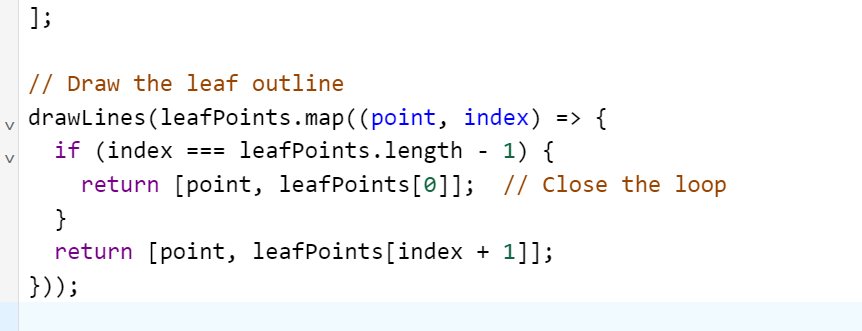 ];
// Draw the leaf outline
drawLines(leafPoints.map((point, index) => {
  if (index === leafPoints.length - 1) {
    return [point, leafPoints[0]];  // Close the loop
  }
  return [point, leafPoints[index + 1]];
}));